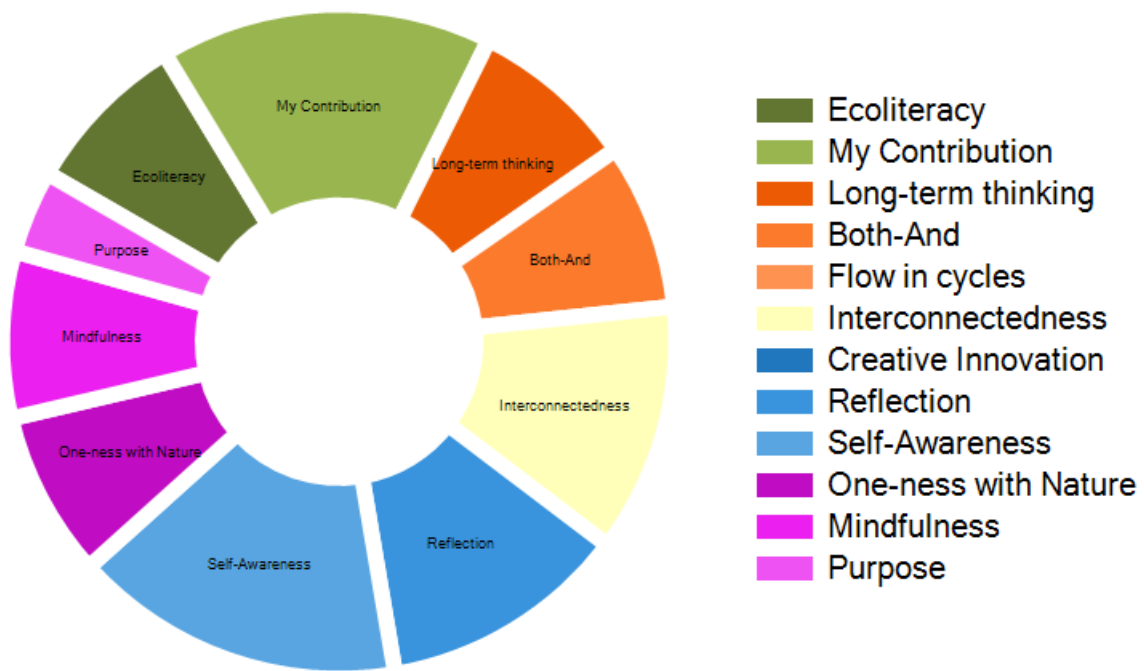 My Contribution
Long-term thinking
Ecoliteracy
Purpose
Both-And
Mindfulness
Interconnectedness
One-ness with Nature
Reflection
Self-Awareness
Ecoliteracy
My Contribution
Long-term thinking
Both-And
Flow in cycles
Interconnectedness
Creative Innovation
Reflection
Self-Awareness
One-ness with Nature
Mindfulness
Purpose